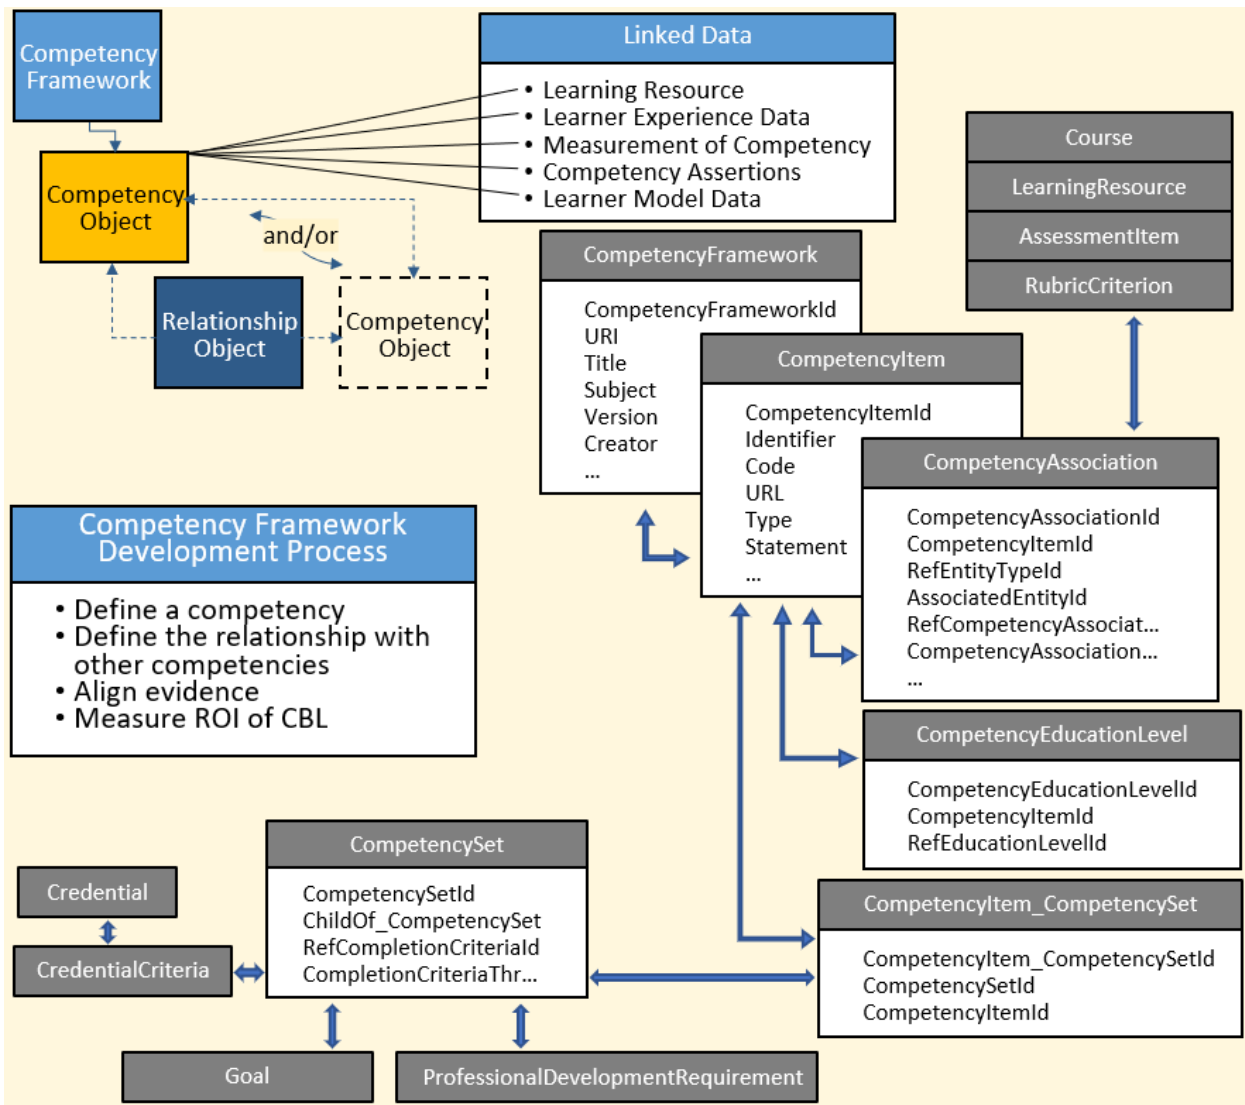 Competency
Framework
Linked Data
• Learning Resource
• Learner Experience Data
• Measurement of Competency
• Competency Assertions
• Learner Model Data
Competency
Object
and/or
Relationship
Object
Competency
Object
Course
LearningResource
AssessmentItem
RubricCriterion
CompetencyFramework
CompetencyFrameworkId
URI
Title
Subject
Version
Creator
...
CompetencyItem
CompetencyItemId
Identifier
Code
URL
Type
Statement
...
CompetencyAssociation
CompetencyAssociationId
CompetencyItemId
RefEntityTypeId
AssociatedEntityId
RefCompetencyAssociat...
CompetencyAssociation...
...
Competency Framework
Development Process
• Define a competency
• Define the relationship with
other competencies
• Align evidence
• Measure ROI of CBL
CompetencyEducationLevel
CompetencyEducationLevelId
CompetencyItemId
RefEducationLevelId
CompetencySet
CompetencySetId
ChildOf_CompetencySet
RefCompletionCriteriaId
CompletionCriteriaThr...
Credential
CredentialCriteria
CompetencyItem_CompetencySet
CompetencyItem_CompetencySetId
CompetencySetId
CompetencyItemId
Goal
ProfessionalDevelopmentRequirement